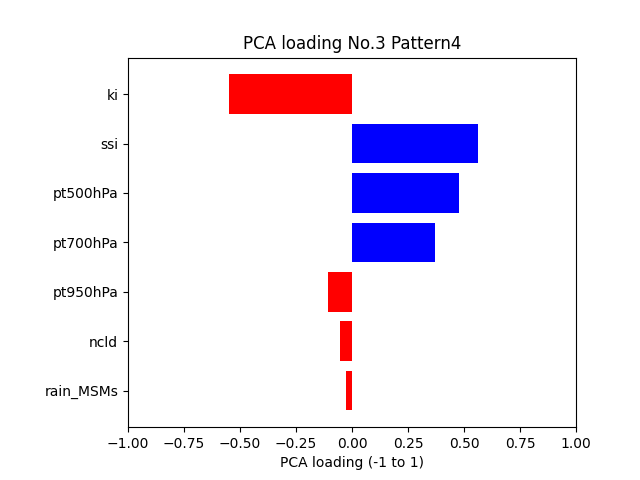 PCA loading No.3 Pattern4
ki
ssi
pt500hPa
pt700hPa
pt950hPa
ncld
rain_MSMs
−1.00 −0.75 −0.50 −0.25 0.00 0.25 0.50 0.75 1.00
PCA loading (-1 to 1)